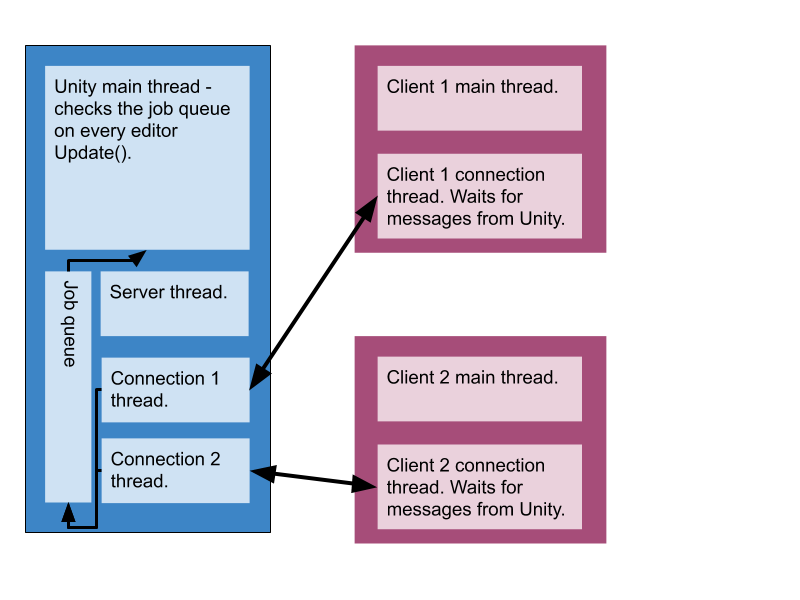 Unity main thread -
checks the job queue
on every editor
Update().
Job queue
Server thread.
Connection 1
thread.
Connection 2
thread.
Client 1 main thread.
Client 1 connection
thread. Waits for
messages from Unity.
Client 2 main thread.
Client 2 connection
thread. Waits for
messages from Unity.